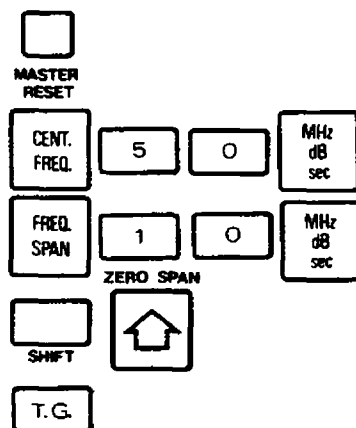 MASTER
RESET
CENT.
FREQ.
5
0
MHz
dB
sec
FREQ.
SPAN
1
0
MHz
dB
sec
ZERO SPAN
SHIFT
T.G.